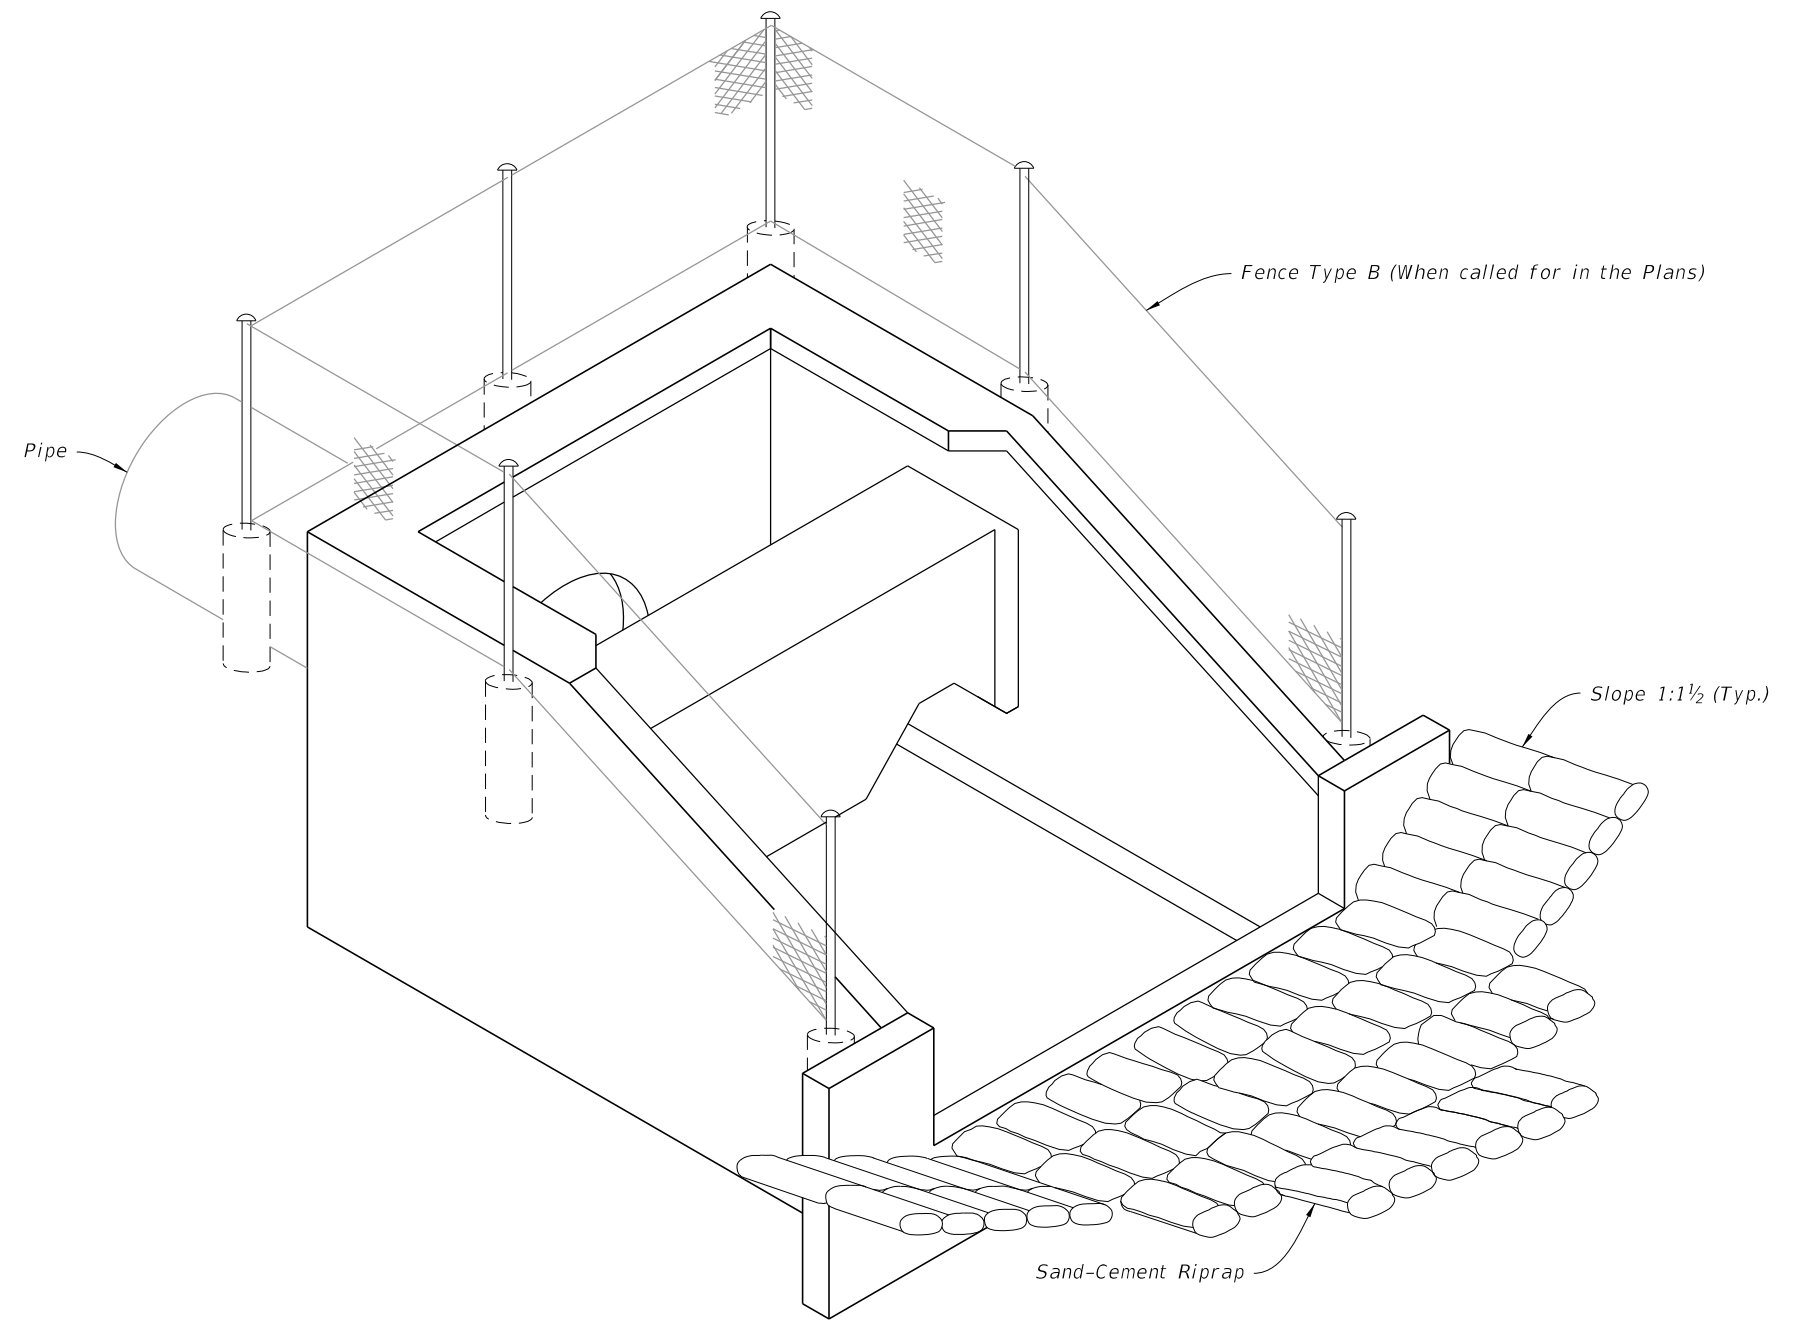 Fence Type B (When called for in the Plans)
Pipe
Slope 1:1½ (Typ.)
Sand-Cement Riprap